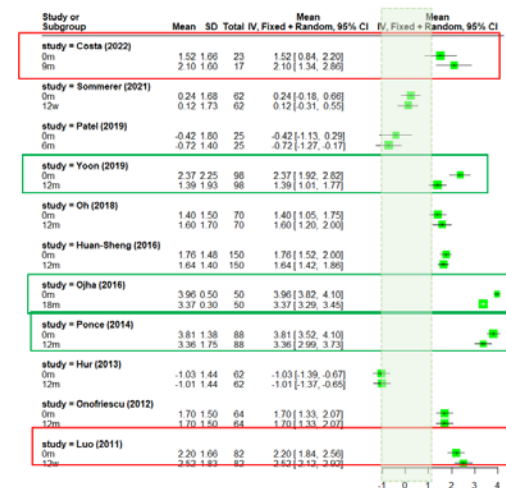 Study or Mean Mean
Subgroup Mean SD Total IV, Fixed + Random, 95% CI IV, Fixed + Random, 95% CI
study = Costa (2022)
0m 1.52 1.66 23 1.52 [0.84, 2.20]
9m 2.10 1.60 17 2.10 [1.34, 2.86]
study = Sommerer (2021)
0m 0.24 1.68 62 0.24 [-0.18, 0.66]
12w 0.12 1.73 62 0.12 [-0.31, 0.55]
study = Patel (2019)
0m -0.42 1.80 25 -0.42 [-1.13, 0.29]
6m -0.72 1.40 25 -0.72 [-1.27, -0.17]
study = Yoon (2019)
0m 2.37 2.25 98 2.37 [1.92, 2.82]
12m 1.39 1.93 98 1.39 [1.01, 1.77]
study = Oh (2018)
0m 1.40 1.50 70 1.40 [1.05, 1.75]
12m 1.60 1.70 70 1.60 [1.20, 2.00]
study = Huan-Sheng (2016)
0m 1.76 1.48 150 1.76 [1.52, 2.00]
12m 1.64 1.40 150 1.64 [1.42, 1.86]
study = Ojha (2016)
0m 3.96 0.50 50 3.96 [3.82, 4.10]
18m 3.37 0.30 50 3.37 [3.29, 3.45]
study = Ponce (2014)
0m 3.81 1.38 88 3.81 [3.52, 4.10]
12m 3.36 1.75 88 3.36 [2.99, 3.73]
study = Hur (2013)
0m -1.03 1.44 62 -1.03 [-1.39, -0.67]
12m -1.01 1.44 62 -1.01 [-1.37, -0.65]
study = Onofriescu (2012)
0m 1.70 1.50 64 1.70 [1.33, 2.07]
12m 1.70 1.50 64 1.70 [1.33, 2.07]
study = Luo (2011)
0m 2.20 1.66 82 2.20 [1.84, 2.56]
12w 2.52 1.83 82 2.52 [2.12, 2.92]
-1 0 1 2 3 4